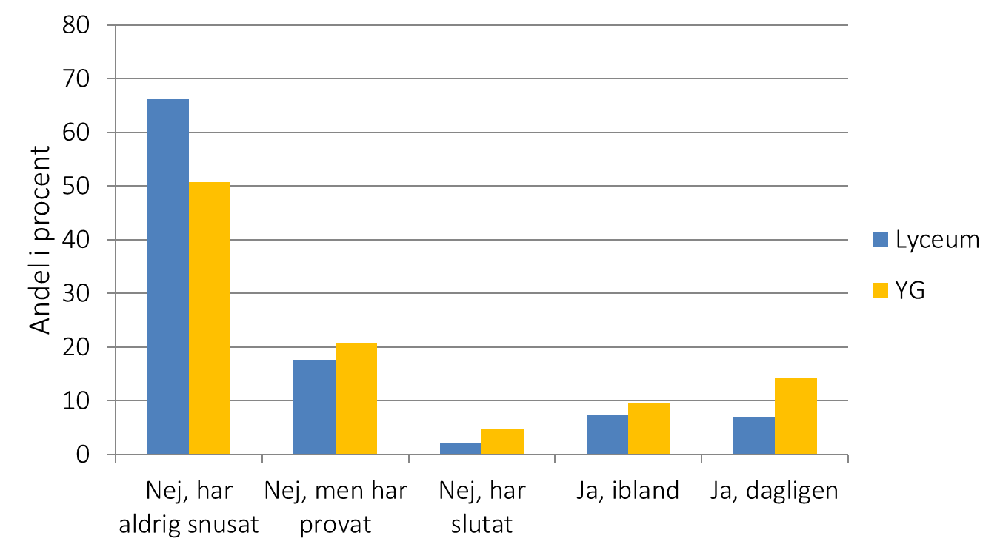 80
70
60
50
40
30
20
10
0
Andel i procent
Nej, har
aldrig snusat
Nej, men har
provat
Nej, har
slutat
Ja, ibland
Ja, dagligen
Lyceum
YG